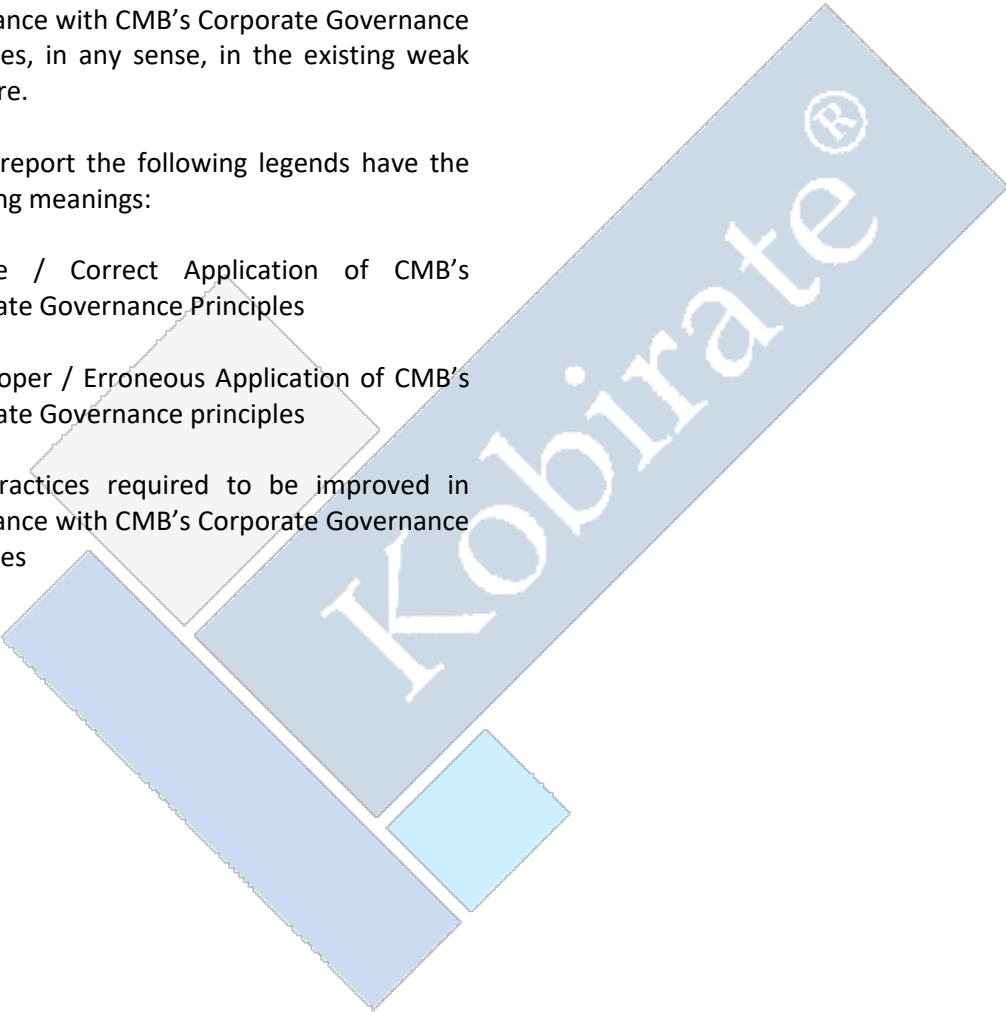 ance with CMB’s Corporate Governance
es, in any sense, in the existing weak
re.
report the following legends have the
ng meanings:
e / Correct Application of CMB’s
ate Governance Principles
oper / Erroneous Application of CMB’s
ate Governance principles
ractices required to be improved in
ance with CMB’s Corporate Governance
es
Kobirate ®